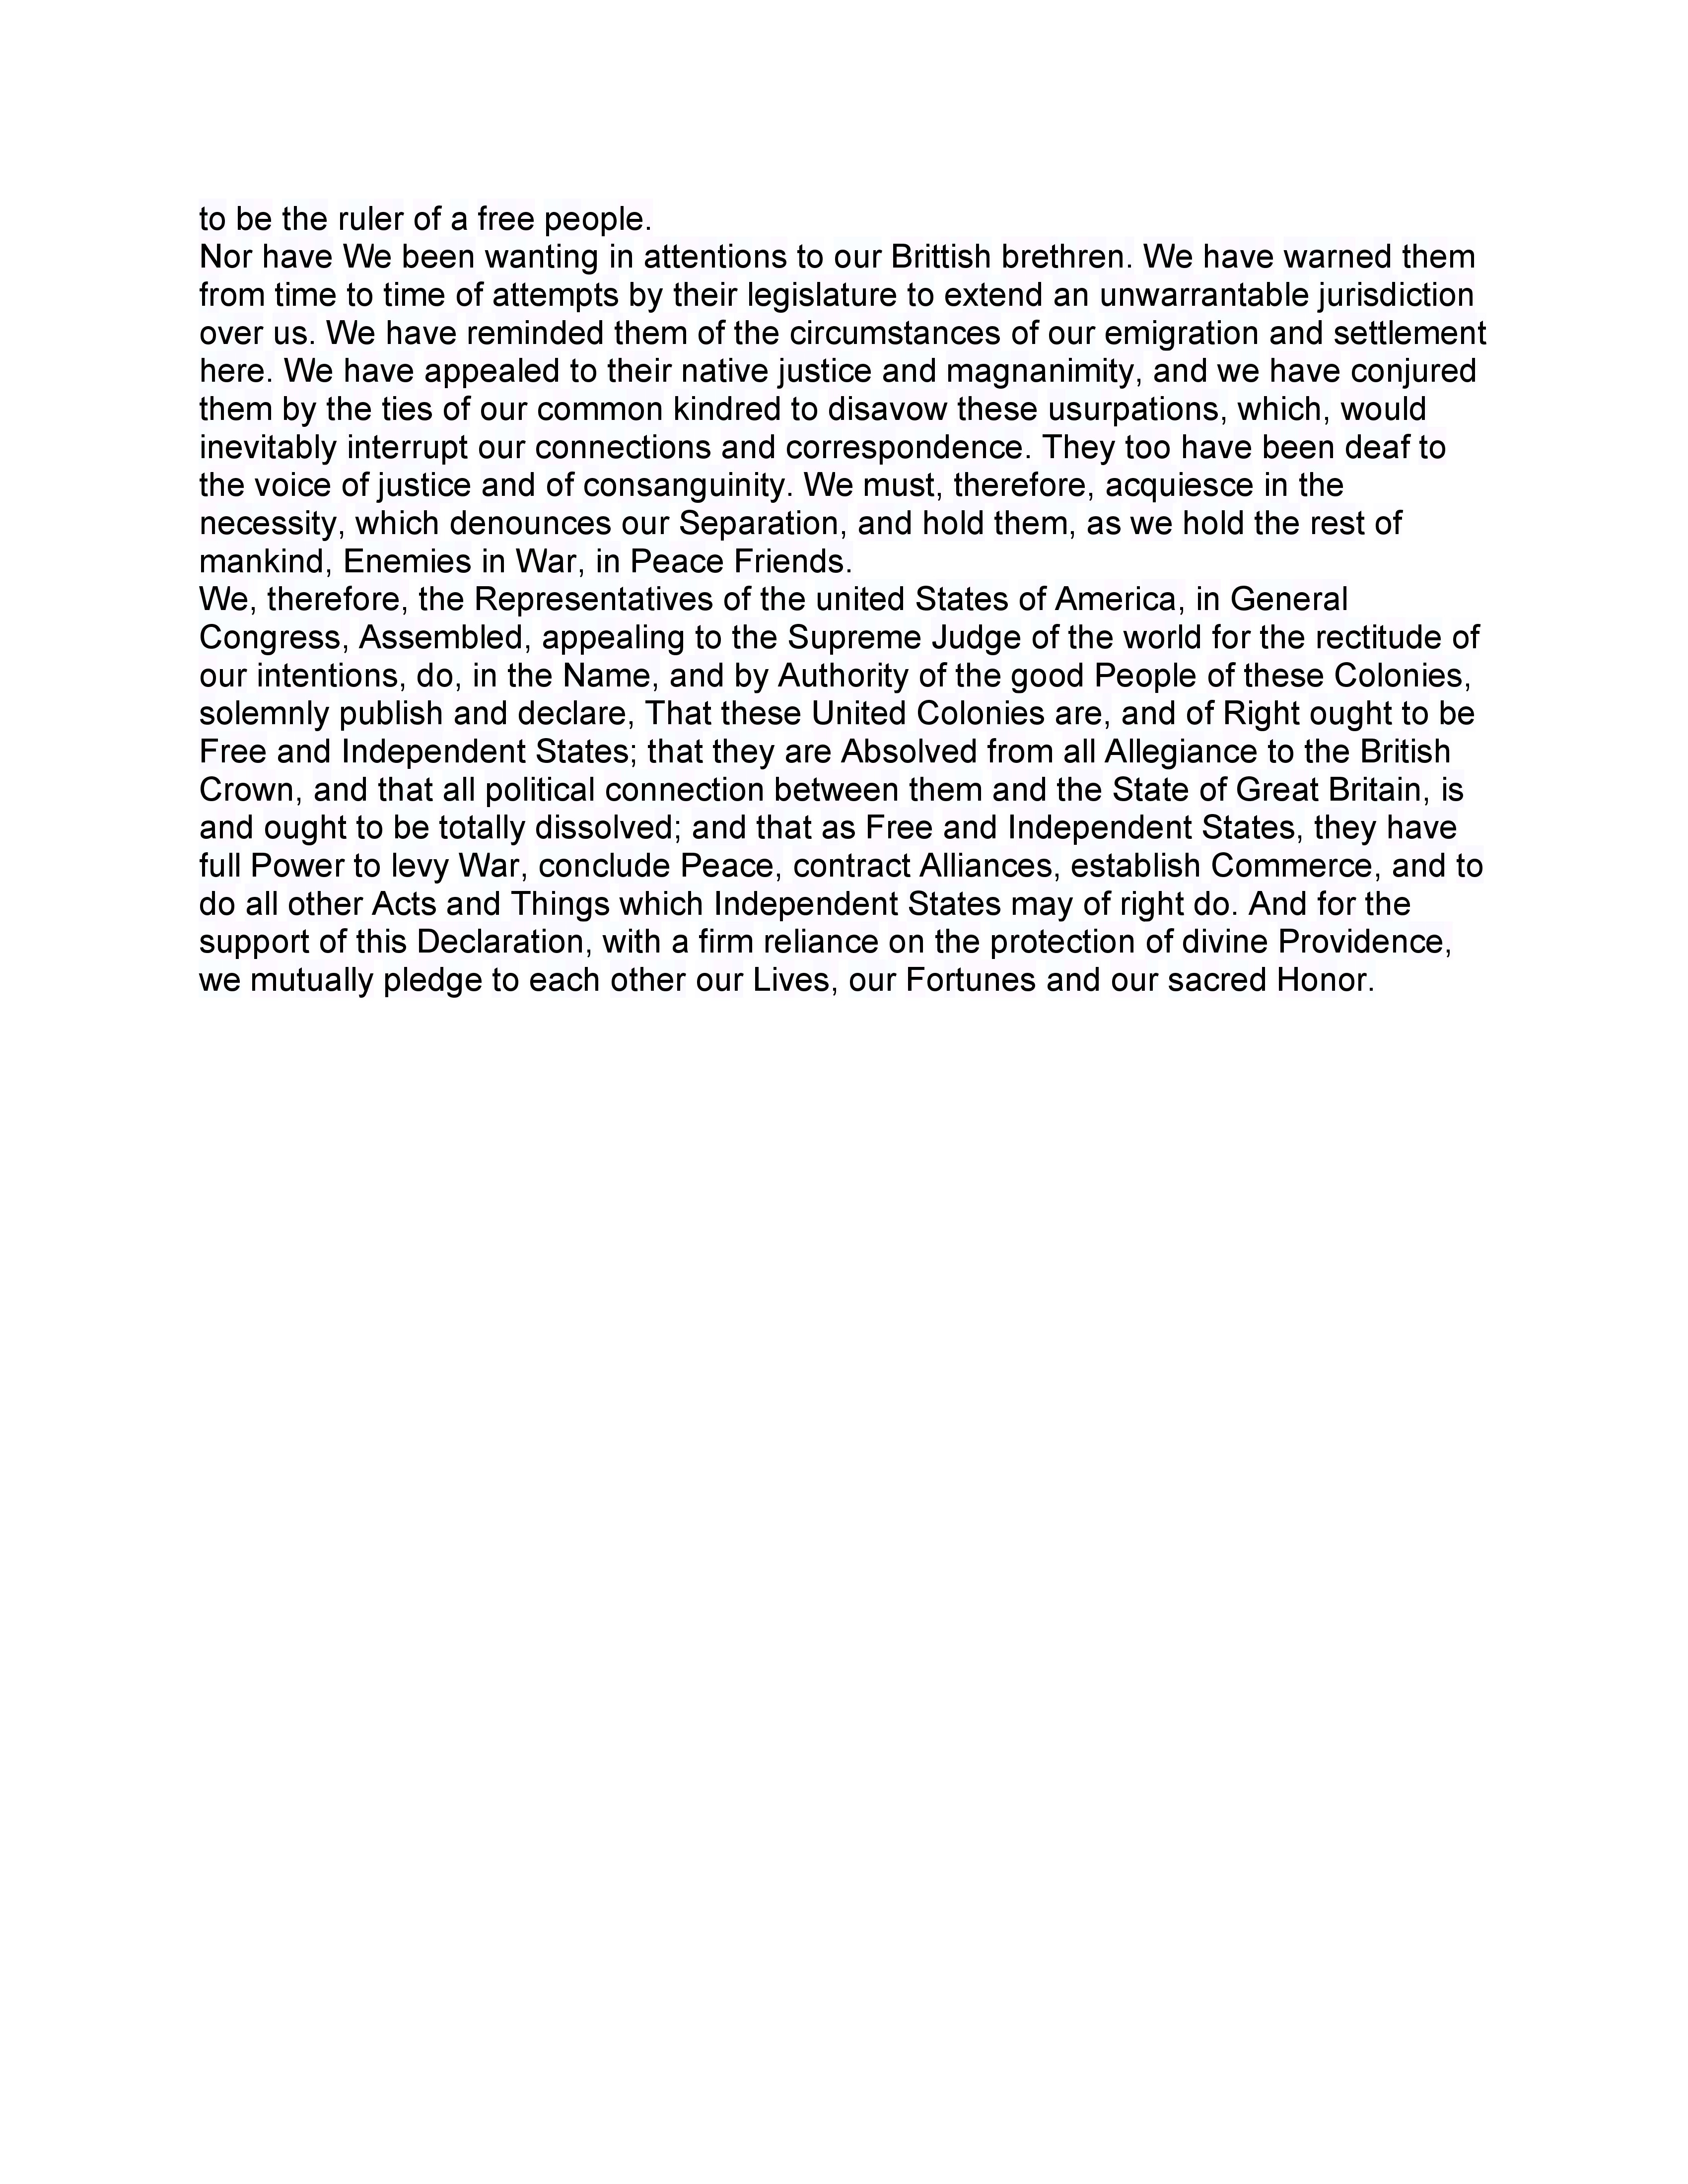 to be the ruler of a free people.
Nor have We been wanting in attentions to our Brittish brethren. We have warned them
from time to time of attempts by their legislature to extend an unwarrantable jurisdiction
over us. We have reminded them of the circumstances of our emigration and settlement
here. We have appealed to their native justice and magnanimity, and we have conjured
them by the ties of our common kindred to disavow these usurpations, which, would
inevitably interrupt our connections and correspondence. They too have been deaf to
the voice of justice and of consanguinity. We must, therefore, acquiesce in the
necessity, which denounces our Separation, and hold them, as we hold the rest of
mankind, Enemies in War, in Peace Friends.
We, therefore, the Representatives of the united States of America, in General
Congress, Assembled, appealing to the Supreme Judge of the world for the rectitude of
our intentions, do, in the Name, and by Authority of the good People of these Colonies,
solemnly publish and declare, That these United Colonies are, and of Right ought to be
Free and Independent States; that they are Absolved from all Allegiance to the British
Crown, and that all political connection between them and the State of Great Britain, is
and ought to be totally dissolved; and that as Free and Independent States, they have
full Power to levy War, conclude Peace, contract Alliances, establish Commerce, and to
do all other Acts and Things which Independent States may of right do. And for the
support of this Declaration, with a firm reliance on the protection of divine Providence,
we mutually pledge to each other our Lives, our Fortunes and our sacred Honor.